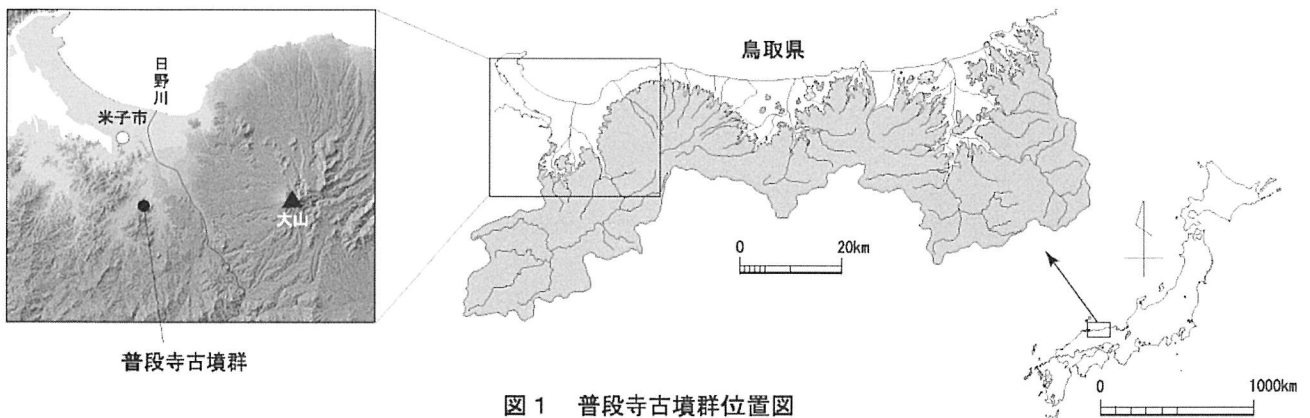 鳥取県
日野川
米子市
大山
0 20km
普段寺古墳群
0 1000km
図1 普段寺古墳群位置図